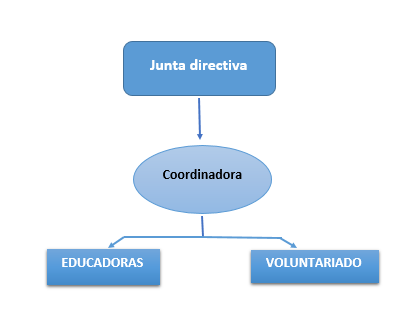 Junta directiva
Coordinadora
EDUCADORAS
VOLUNTARIADO